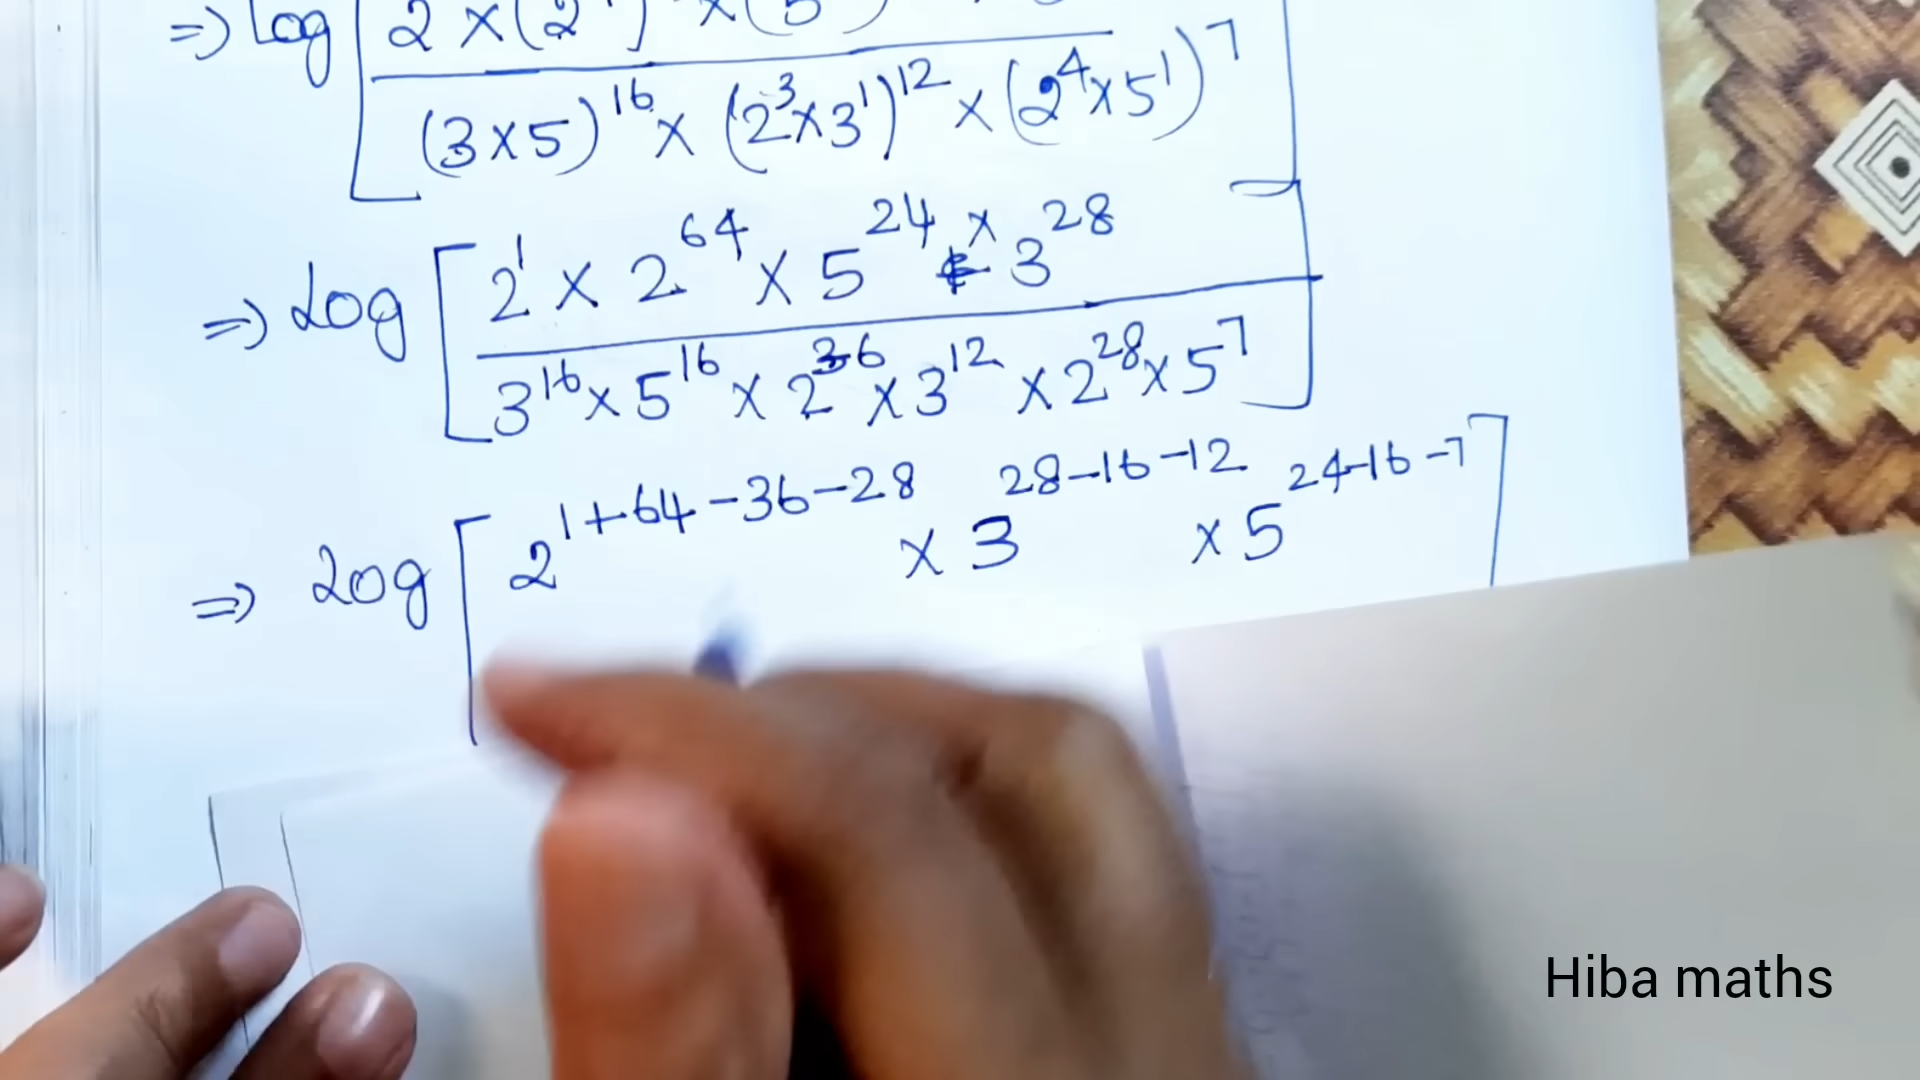 =) Log [ 2 × (2
(3×5)^16 × (2^3×3^1)^12 × (2^4×5^1)^7 ]
=) Log [ 2^1 × 2^64 × 5^24 × 3^28
3^16 × 5^16 × 2^36 × 3^12 × 2^28 × 5^7 ]
=) Log [ 2^1+64-36-28 × 3^28-16-12 × 5^24-16-7 ]
Hiba maths